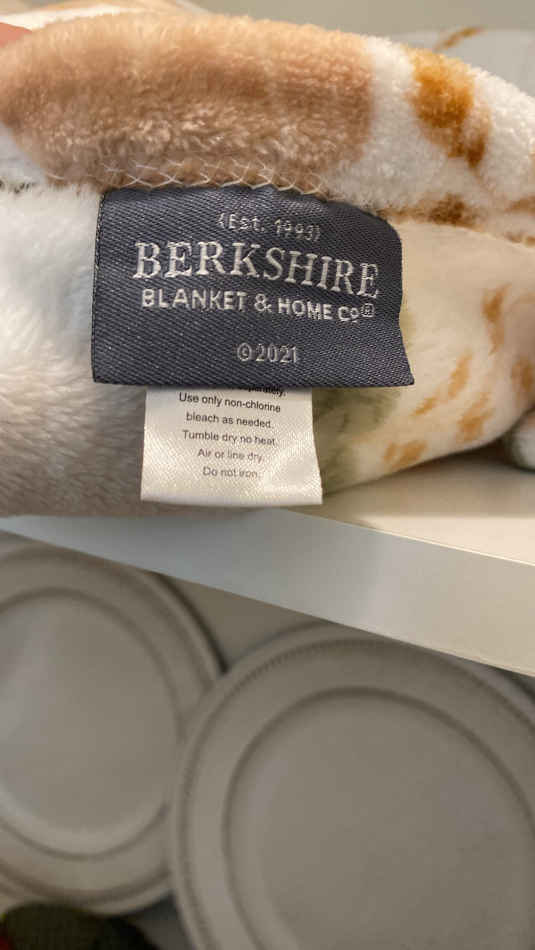 (Est. 1993)
BERKSHIRE
BLANKET & HOME Co®
©2021
Use only non-chlorine
bleach as needed.
Tumble dry no heat.
Air or line dry.
Do not iron.